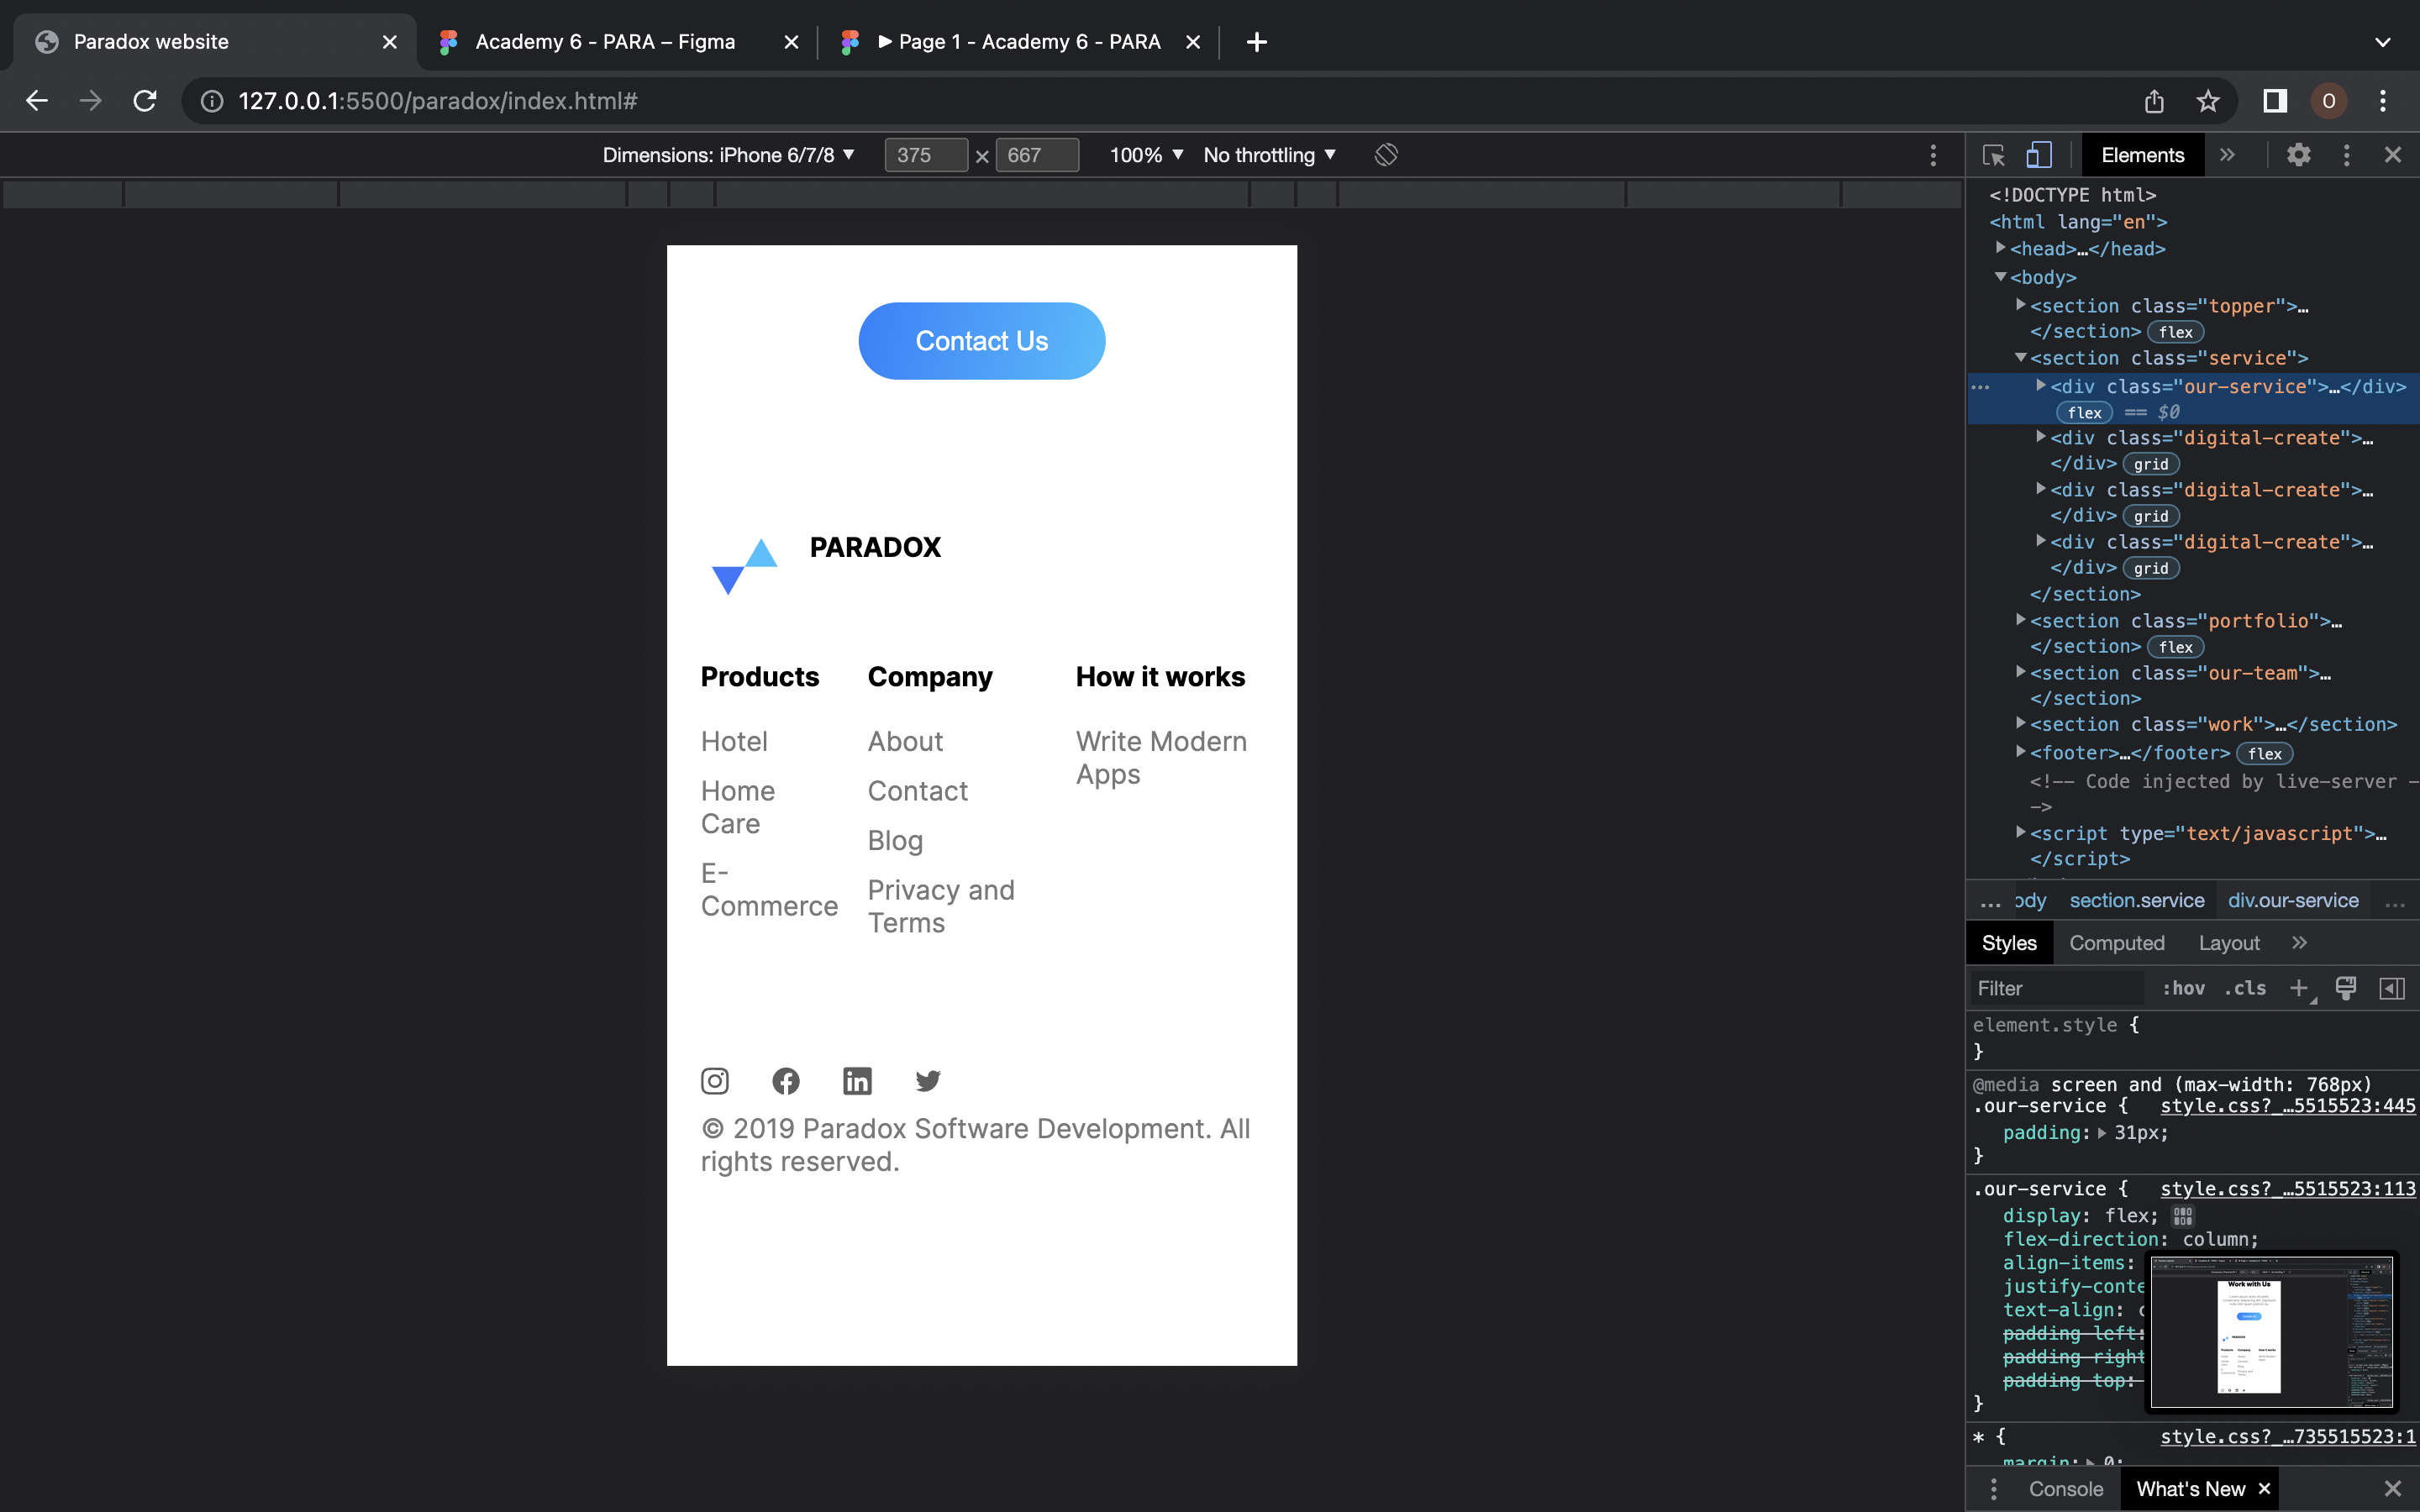 Paradox website
Academy 6 - PARA – Figma
Page 1 - Academy 6 - PARA
127.0.0.1:5500/paradox/index.html#
O
Dimensions: iPhone 6/7/8 ▼ 375 × 667 100% ▼ No throttling ▼
Elements
Contact Us
PARADOX
Products Company How it works
Hotel About Write Modern
Apps
Home Contact
Care
Blog
E-
Commerce
Privacy and
Terms
© 2019 Paradox Software Development. All
rights reserved.
<!DOCTYPE html>
<html lang="en">
<head>…</head>
<body>
<section class="topper">…
</section> flex
<section class="service">
<div class="our-service">…</div>
flex == $0
<div class="digital-create">…
</div> grid
<div class="digital-create">…
</div> grid
<div class="digital-create">…
</div> grid
</section>
<section class="portfolio">…
</section> flex
<section class="our-team">…
</section>
<section class="work">…</section>
<footer>…</footer> flex
<!-- Code injected by live-server -
->
<script type="text/javascript">…
</script>
… ody section.service div.our-service …
Styles Computed Layout
Filter :hov .cls
element.style {
}
@media screen and (max-width: 768px)
.our-service { style.css?_…5515523:445
padding: 31px;
}
.our-service { style.css?_…5515523:113
display: flex;
flex-direction: column;
align-items:
justify-conte
text-align: c
padding-left:
padding-right
padding-top:
}
Work with Us
* { style.css?_…735515523:1
margin: 0;
Console What's New